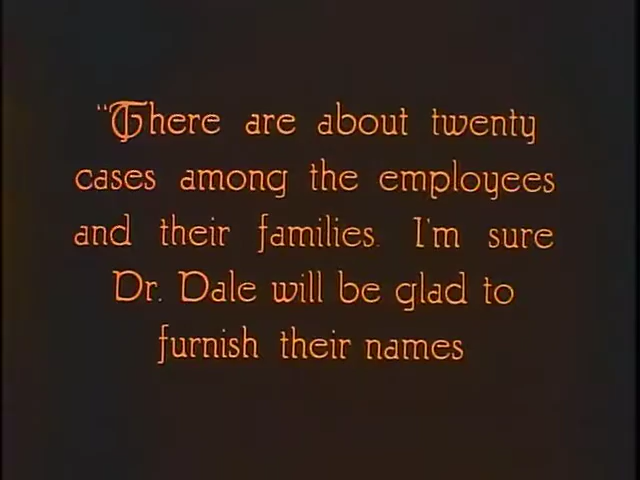 "There are about twenty
cases among the employees
and their families. I'm sure
Dr. Dale will be glad to
furnish their names